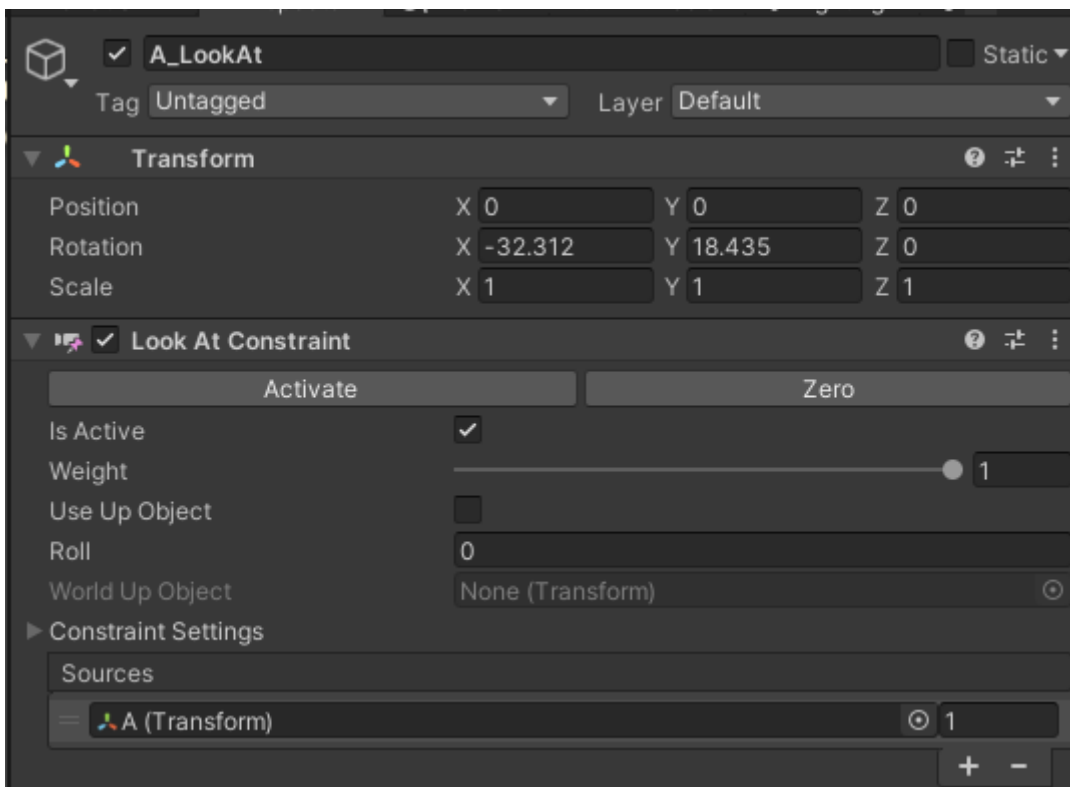 A_LookAt Static
Tag Untagged Layer Default
Transform
Position X 0 Y 0 Z 0
Rotation X -32.312 Y 18.435 Z 0
Scale X 1 Y 1 Z 1
Look At Constraint
Activate Zero
Is Active
Weight 1
Use Up Object
Roll 0
World Up Object None (Transform)
Constraint Settings
Sources
A (Transform) 1